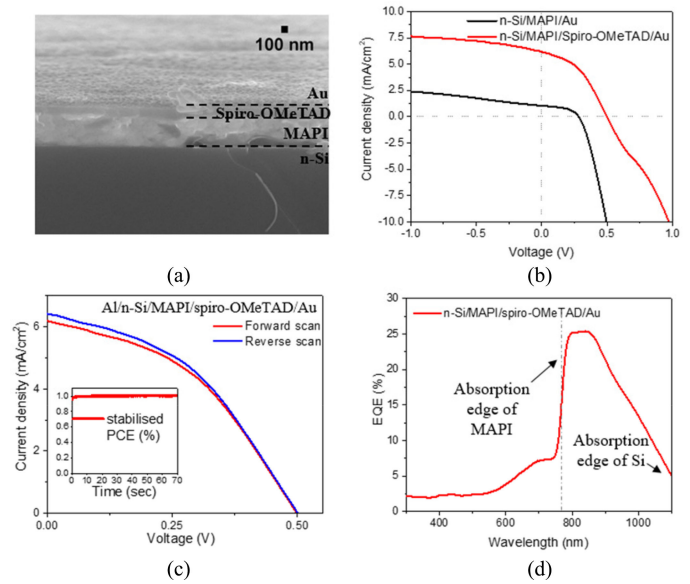 100 nm
Au
Spiro-OMeTAD
MAPI
n-Si
(a)
n-Si/MAPI/Au
n-Si/MAPI/Spiro-OMeTAD/Au
Current density (mA/cm²)
10.0
7.5
5.0
2.5
0.0
2.5
5.0
7.5
10.0
-1.0
-0.5
0.0
0.5
1.0
Voltage (V)
(b)
Al/n-Si/MAPI/spiro-OMeTAD/Au
Forward scan
Reverse scan
Current density (mA/cm²)
6
4
2
0
0.00
0.25
0.50
Voltage (V)
1.0
0.8
0.6
0.4
0.2
0.0
stabilised
PCE (%)
0 10 20 30 40 50 60 70
Time (sec)
(c)
n-Si/MAPI/spiro-OMeTAD/Au
EQE (%)
30
25
20
15
10
5
0
Absorption
edge of
MAPI
Absorption
edge of Si
400
600
800
1000
Wavelength (nm)
(d)